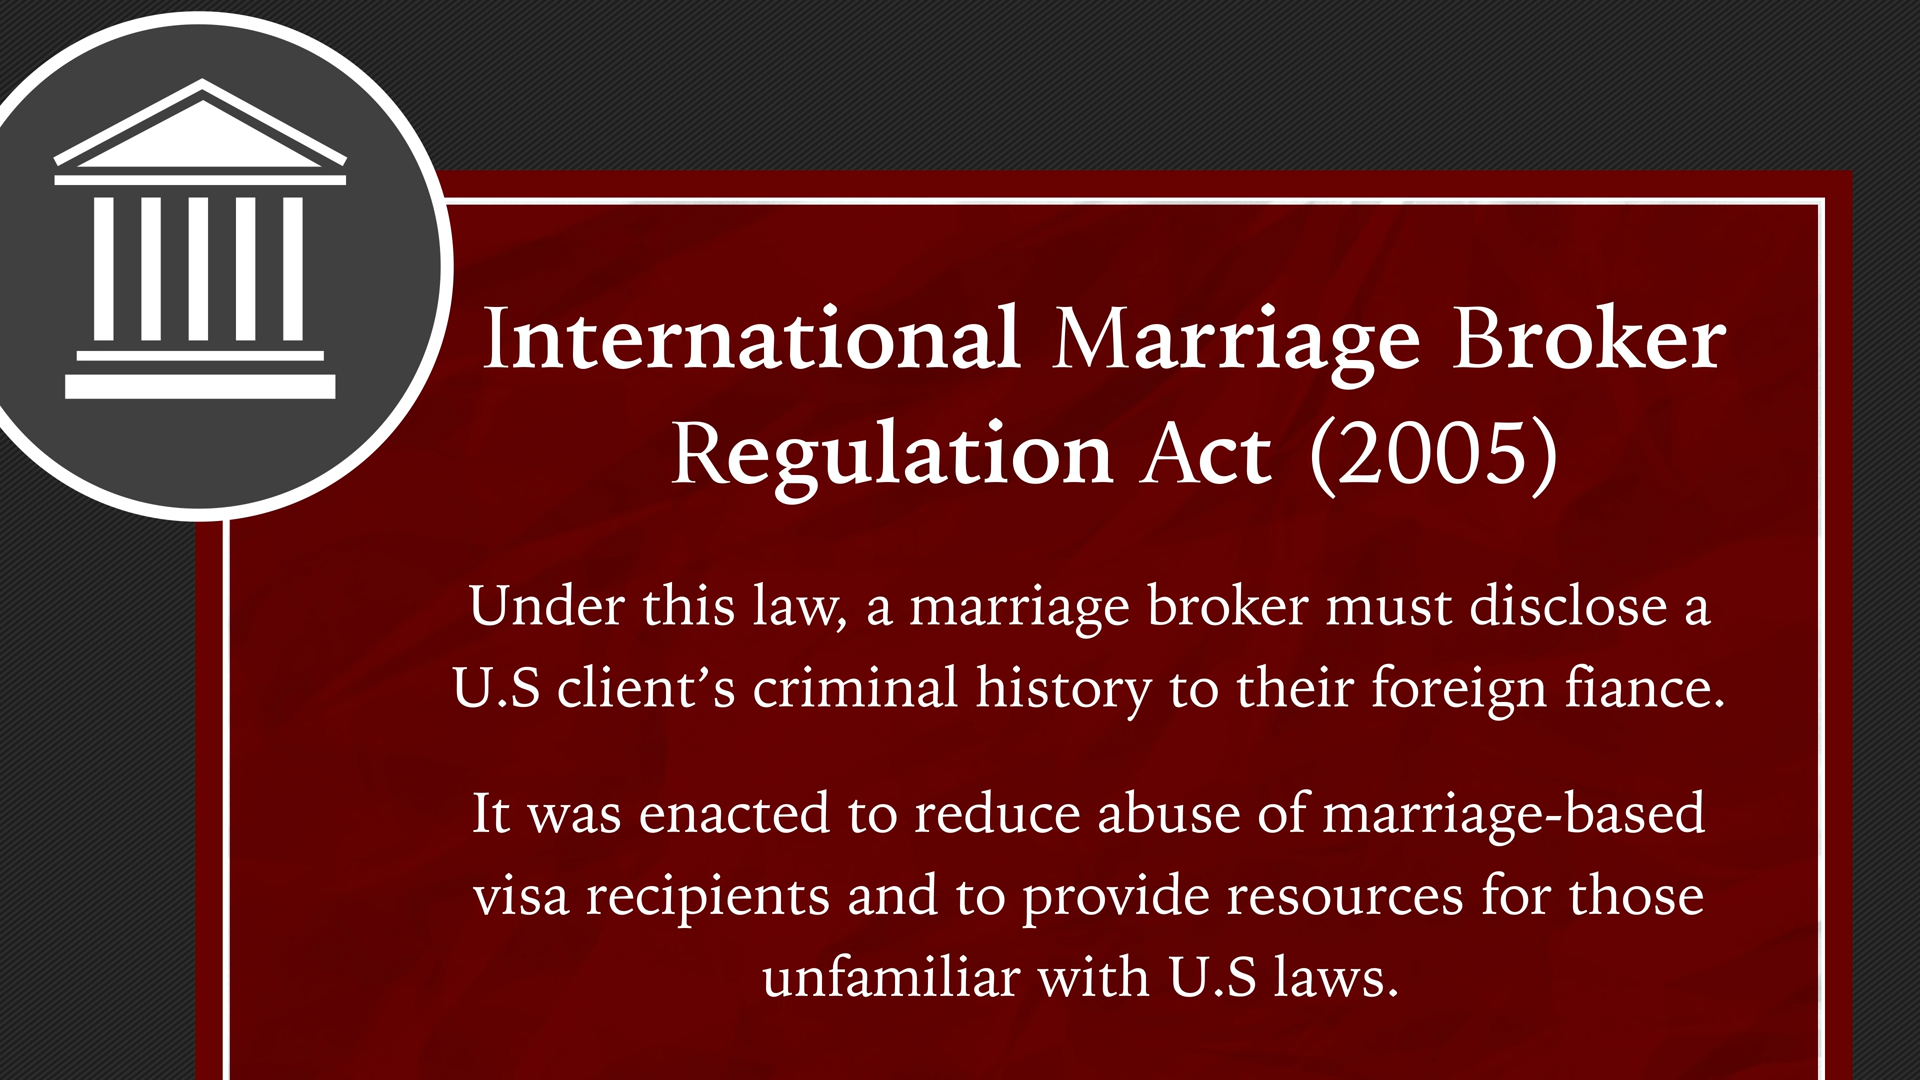 International Marriage Broker
Regulation Act (2005)
Under this law, a marriage broker must disclose a
U.S client’s criminal history to their foreign fiance.
It was enacted to reduce abuse of marriage-based
visa recipients and to provide resources for those
unfamiliar with U.S laws.